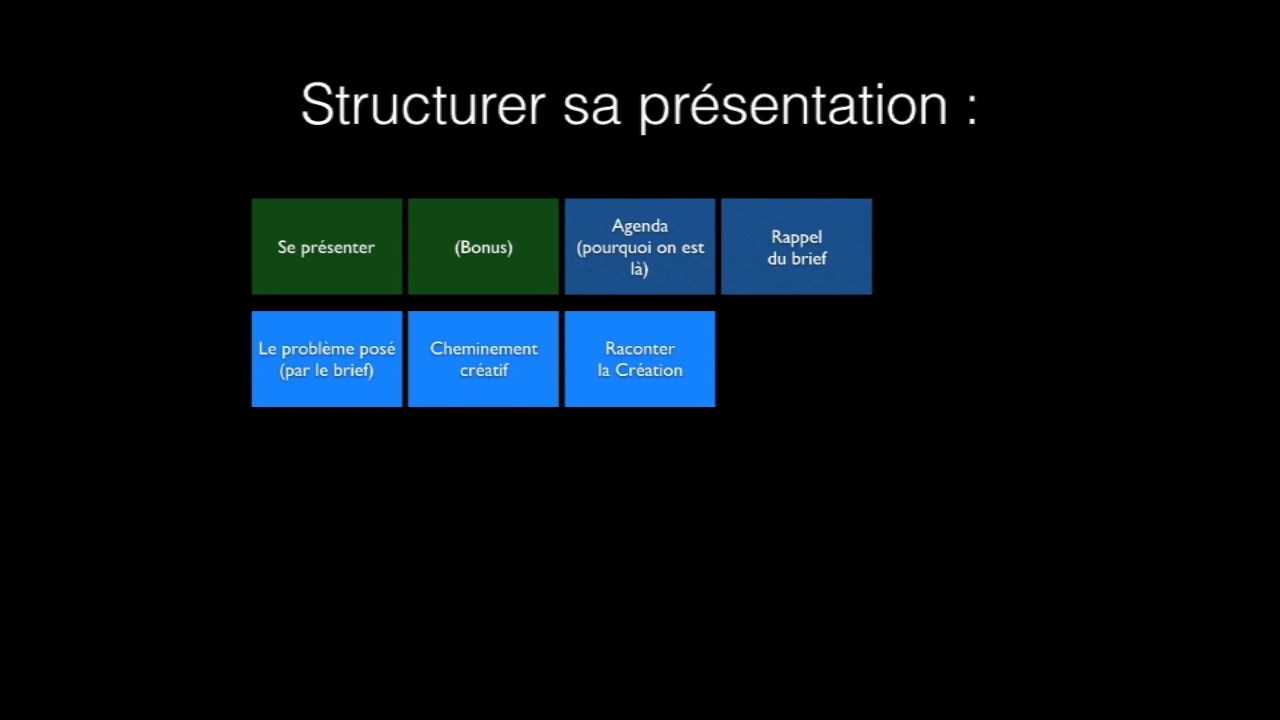 Structurer sa présentation :
Se présenter
(Bonus)
Agenda
(pourquoi on est
là)
Rappel
du brief
Le problème posé
(par le brief)
Cheminement
créatif
Raconter
la Création